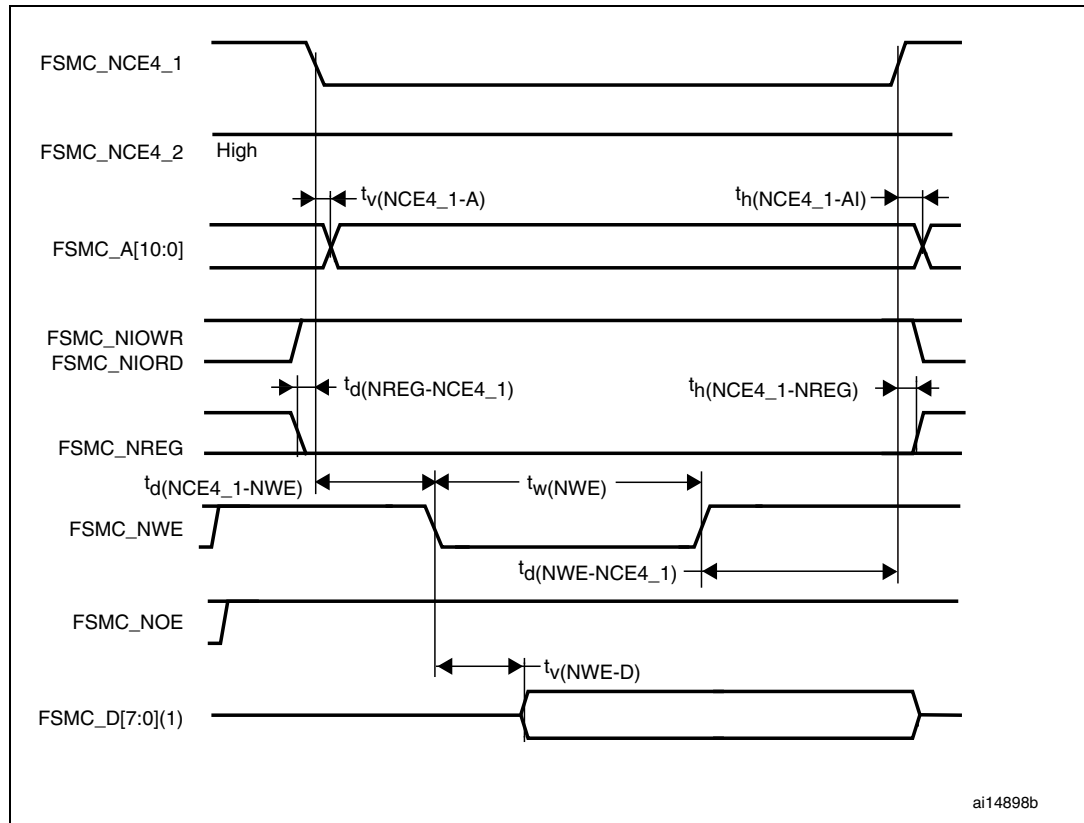 FSMC_NCE4_1
FSMC_NCE4_2 High
tv(NCE4_1-A) th(NCE4_1-AI)
FSMC_A[10:0]
FSMC_NIOWR
FSMC_NIORD
td(NREG-NCE4_1) th(NCE4_1-NREG)
FSMC_NREG
td(NCE4_1-NWE) tw(NWE)
FSMC_NWE
td(NWE-NCE4_1)
FSMC_NOE
tv(NWE-D)
FSMC_D[7:0](1)
ai14898b